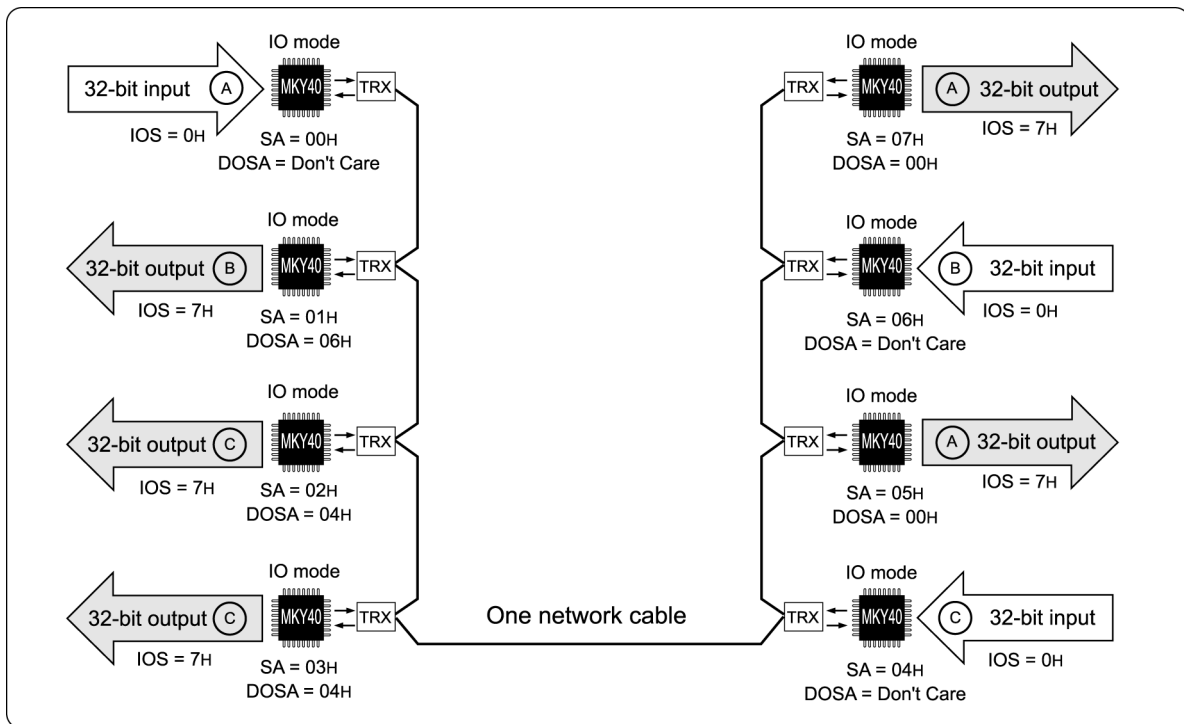 IO mode
32-bit input A
MKY40
TRX
IOS = 0H
SA = 00H
DOSA = Don't Care
IO mode
32-bit output B
MKY40
TRX
IOS = 7H
SA = 01H
DOSA = 06H
IO mode
32-bit output C
MKY40
TRX
IOS = 7H
SA = 02H
DOSA = 04H
IO mode
32-bit output C
MKY40
TRX
IOS = 7H
SA = 03H
DOSA = 04H
One network cable
IO mode
TRX
MKY40
A 32-bit output
IOS = 7H
SA = 07H
DOSA = 00H
IO mode
TRX
MKY40
B 32-bit input
IOS = 0H
SA = 06H
DOSA = Don't Care
IO mode
TRX
MKY40
A 32-bit output
IOS = 7H
SA = 05H
DOSA = 00H
IO mode
TRX
MKY40
C 32-bit input
IOS = 0H
SA = 04H
DOSA = Don't Care